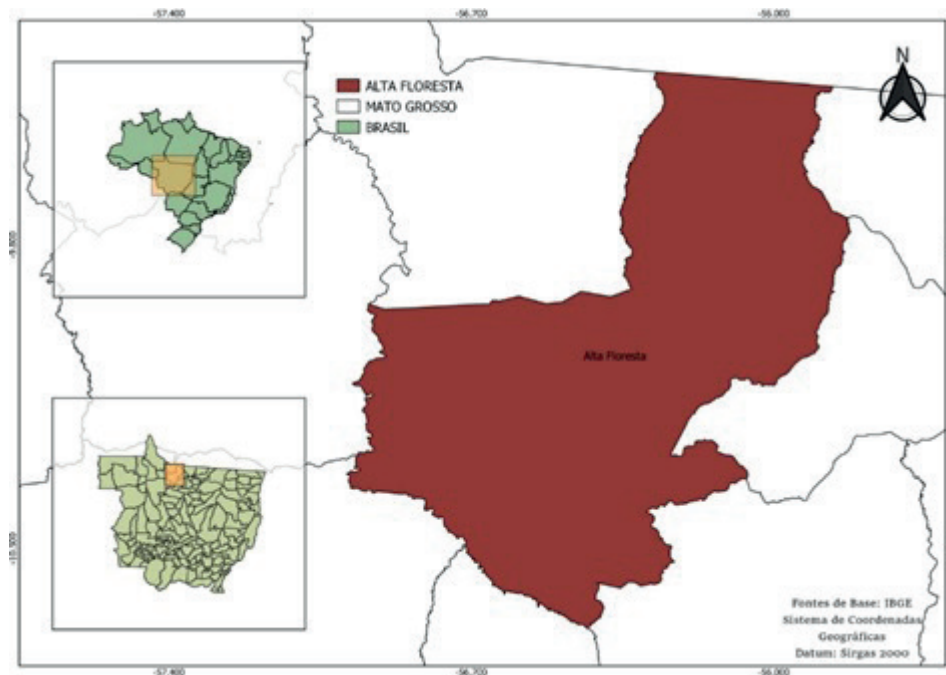 -57.400 -56.700 -56.000
N
ALTA FLORESTA
MATO GROSSO
BRASIL
-9.800
Alta Floresta
-10.500
Fontes de Base: IBGE
Sistema de Coordenadas
Geográficas
Datum: Sirgas 2000
-57.400 -56.700 -56.000